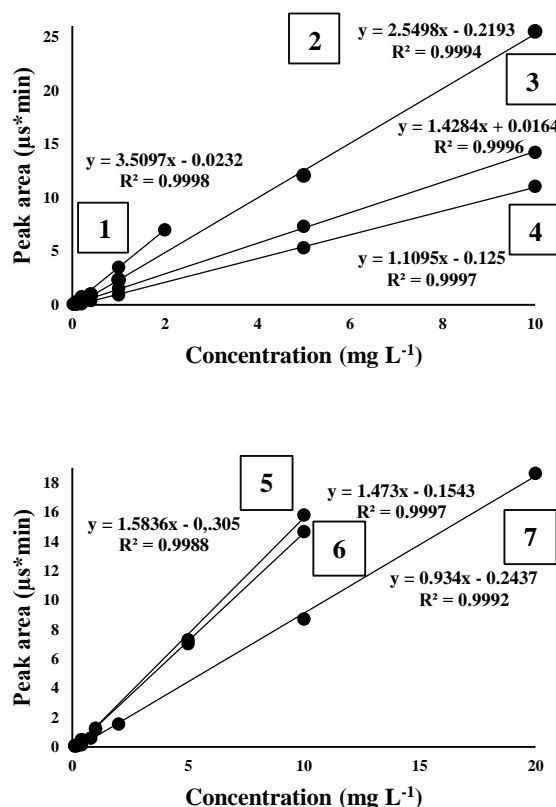 25
20
15
10
5
0
0 2 4 6 8 10
Peak area (µs*min)
Concentration (mg L-1)
1
2
3
4
y = 2.5498x - 0.2193
R² = 0.9994
y = 1.4284x + 0.0164
R² = 0.9996
y = 3.5097x - 0.0232
R² = 0.9998
y = 1.1095x - 0.125
R² = 0.9997
18
16
14
12
10
8
6
4
2
0
0 5 10 15 20
Peak area (µs*min)
Concentration (mg L-1)
5
6
7
y = 1.5836x - 0,.305
R² = 0.9988
y = 1.473x - 0.1543
R² = 0.9997
y = 0.934x - 0.2437
R² = 0.9992